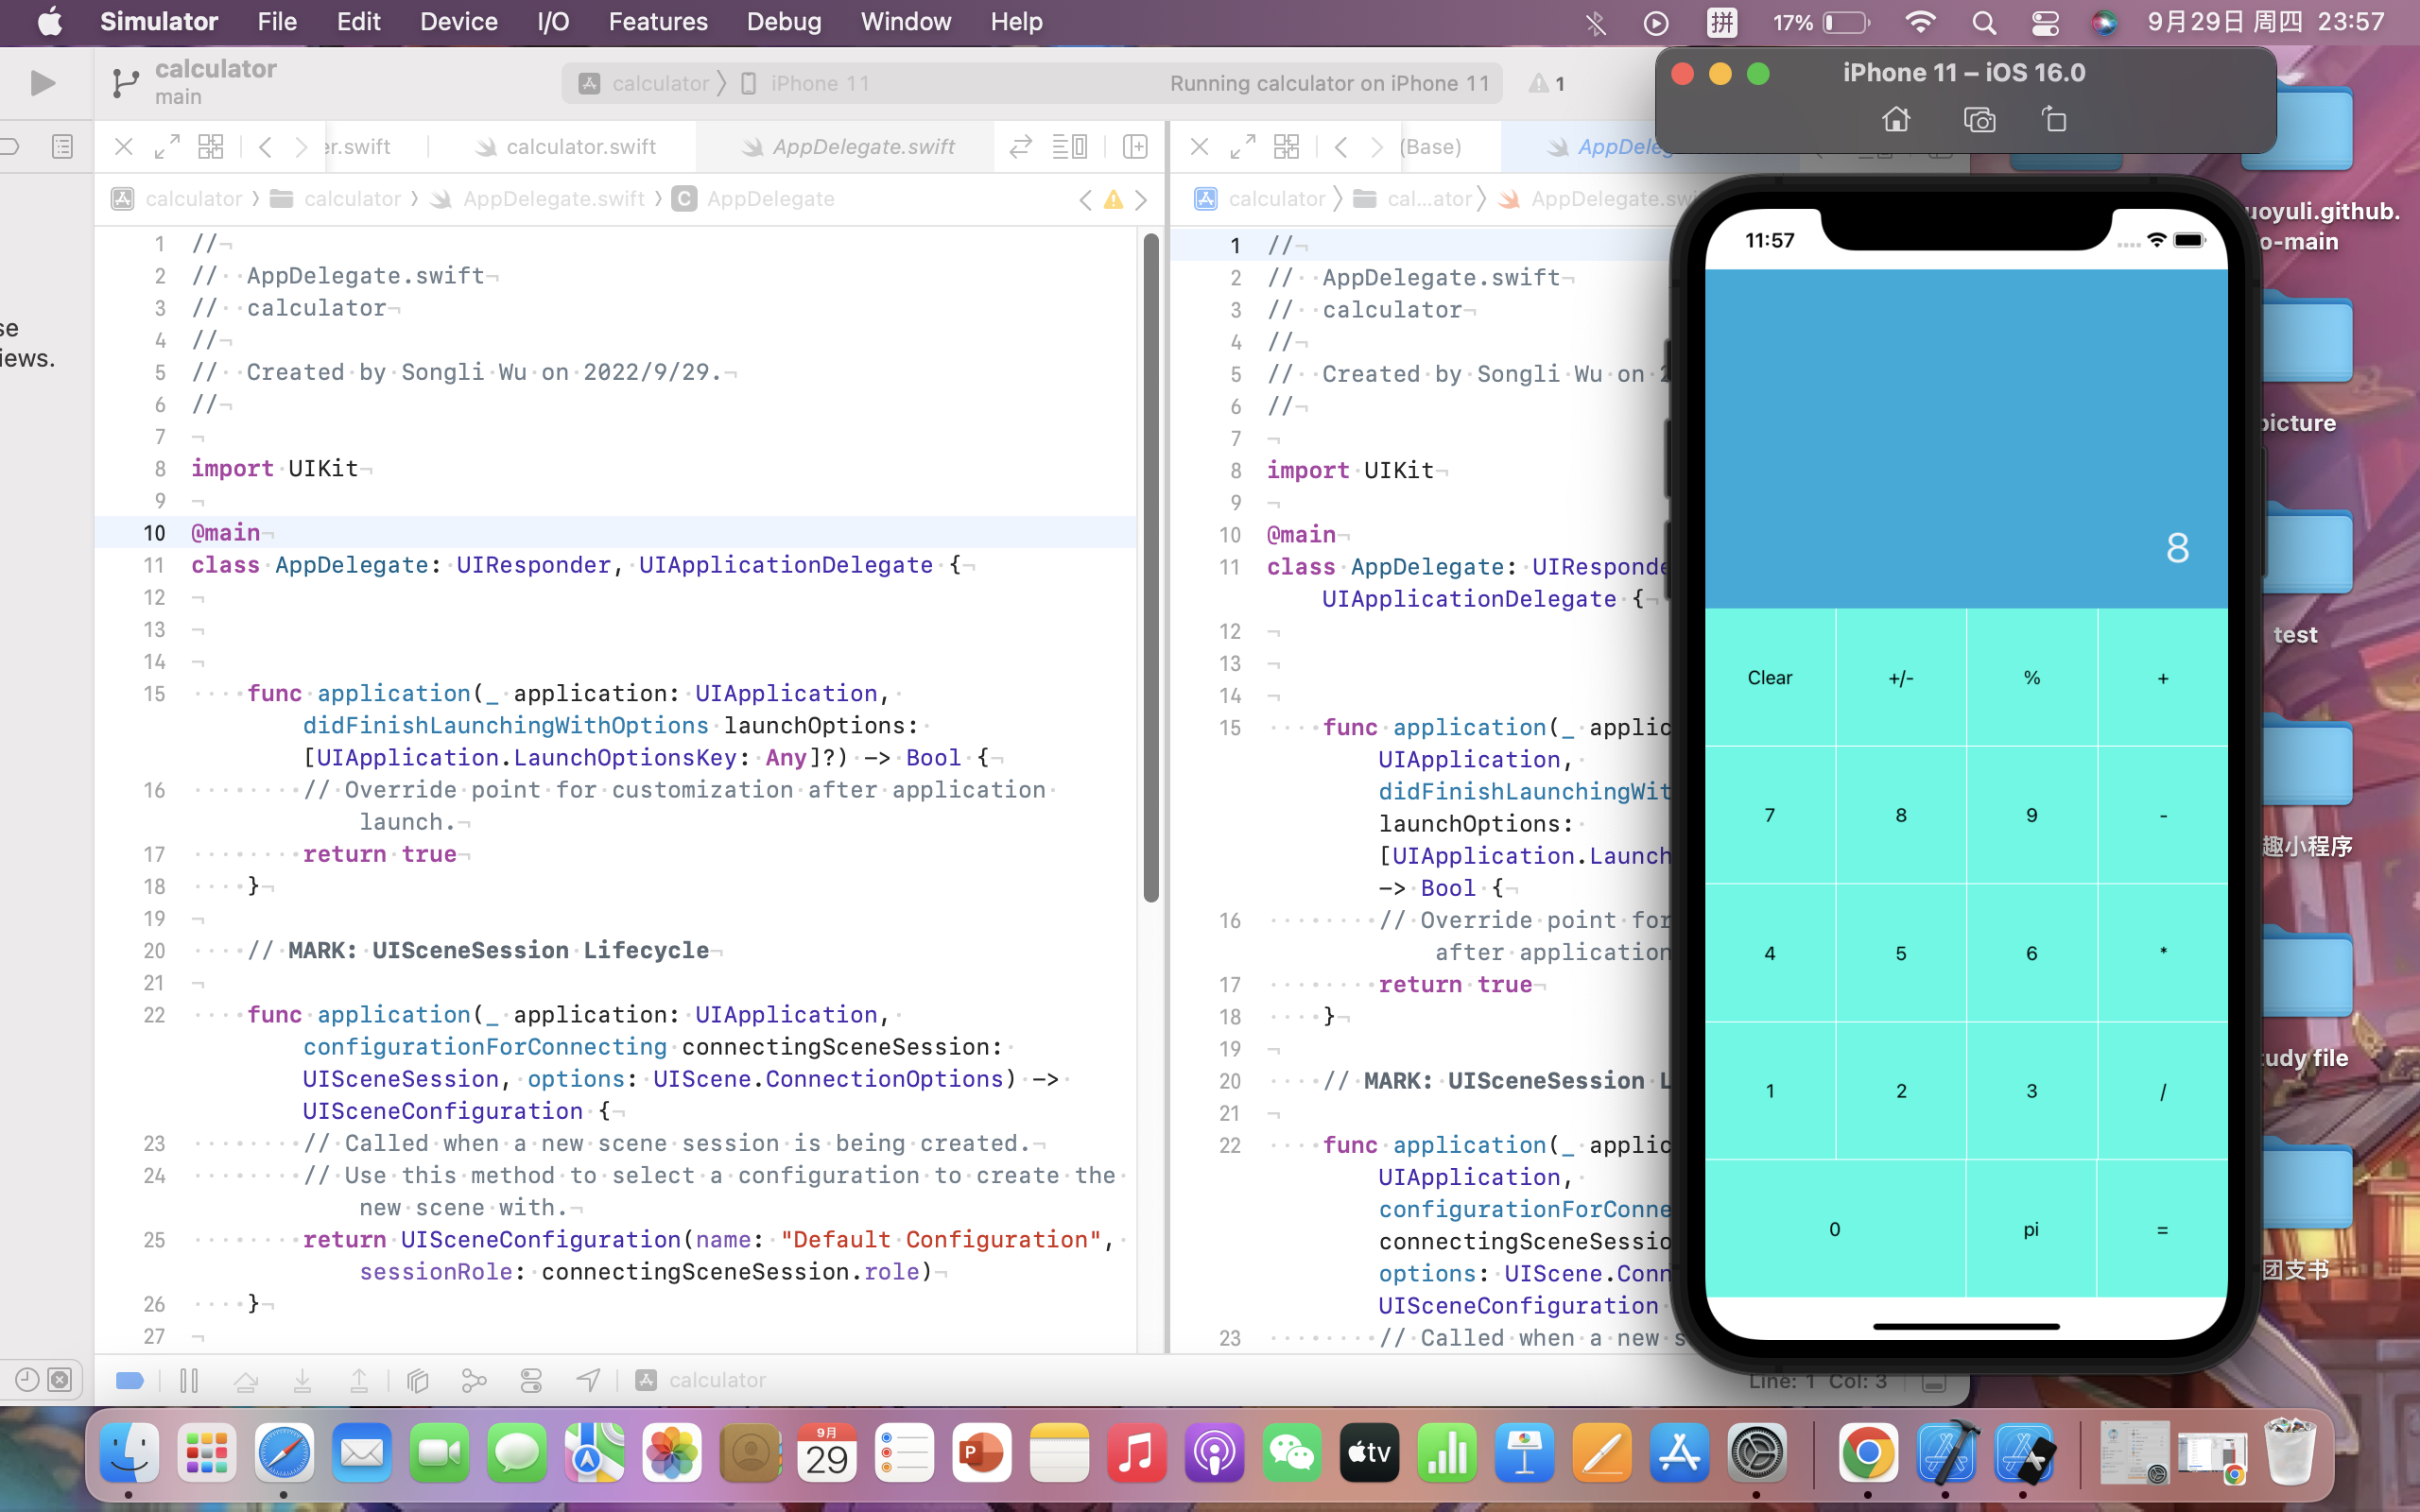 Simulator File Edit Device I/O Features Debug Window Help 拼 17% 9月29日 周四 23:57
calculator
main
calculator iPhone 11 Running calculator on iPhone 11 1
er.swift calculator.swift AppDelegate.swift
calculator calculator AppDelegate.swift C AppDelegate
se
iews.
1 //
2 // AppDelegate.swift
3 // calculator
4 //
5 // Created by Songli Wu on 2022/9/29.
6 //
7
8 import UIKit
9
10 @main
11 class AppDelegate: UIResponder, UIApplicationDelegate {
12
13
14
15 func application(_ application: UIApplication,
didFinishLaunchingWithOptions launchOptions:
[UIApplication.LaunchOptionsKey: Any]?) -> Bool {
16 // Override point for customization after application
launch.
17 return true
18 }
19
20 // MARK: UISceneSession Lifecycle
21
22 func application(_ application: UIApplication,
configurationForConnecting connectingSceneSession:
UISceneSession, options: UIScene.ConnectionOptions) ->
UISceneConfiguration {
23 // Called when a new scene session is being created.
24 // Use this method to select a configuration to create the
new scene with.
25 return UISceneConfiguration(name: "Default Configuration",
sessionRole: connectingSceneSession.role)
26 }
27
calculator
(Base) AppDeleg
calculator cal...ator AppDelegate.sw
1 //
2 // AppDelegate.swift
3 // calculator
4 //
5 // Created by Songli Wu on 2
6 //
7
8 import UIKit
9
10 @main
11 class AppDelegate: UIResponde
UIApplicationDelegate {
12
13
14
15 func application(_ applic
UIApplication,
didFinishLaunchingWit
launchOptions:
[UIApplication.Launch
-> Bool {
16 // Override point for
after application
17 return true
18 }
19
20 // MARK: UISceneSession L
21
22 func application(_ applic
UIApplication,
configurationForConne
connectingSceneSessio
options: UIScene.Conn
UISceneConfiguration
23 // Called when a new s
Line: 1 Col: 3
iPhone 11 – iOS 16.0
11:57
8
Clear +/- % +
7 8 9 -
4 5 6 *
1 2 3 /
0 pi =
uoyuli.github.
o-main
picture
test
趣小程序
tudy file
团支书
9月
29
P
tv